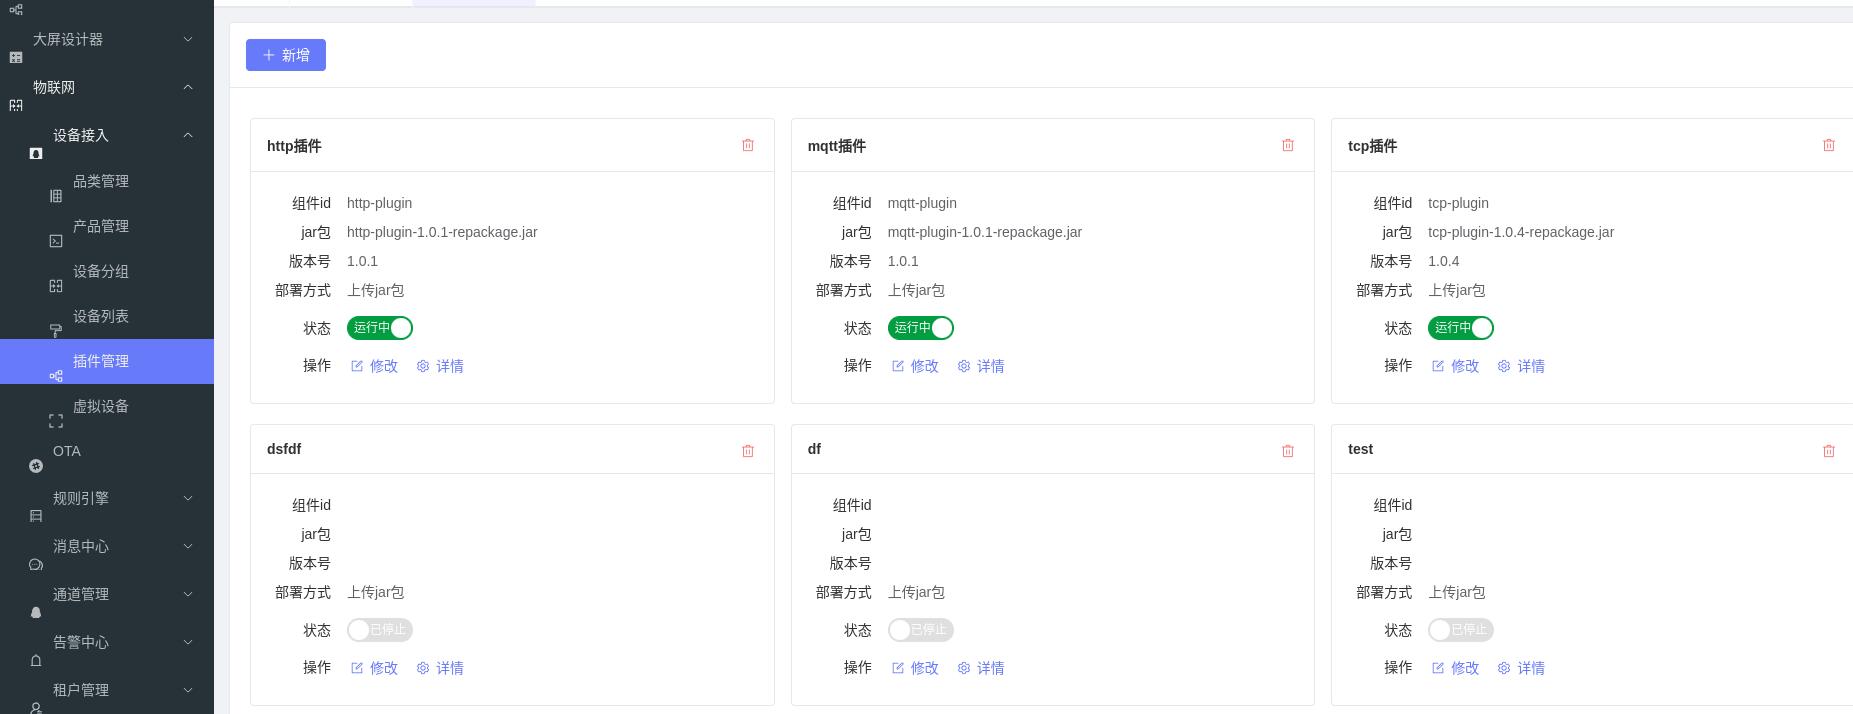 大屏设计器
物联网
设备接入
品类管理
产品管理
设备分组
设备列表
插件管理
虚拟设备
OTA
规则引擎
消息中心
通道管理
告警中心
租户管理
新增
http插件
组件id http-plugin
jar包 http-plugin-1.0.1-repackage.jar
版本号 1.0.1
部署方式 上传jar包
状态 运行中
操作 修改 详情
mqtt插件
组件id mqtt-plugin
jar包 mqtt-plugin-1.0.1-repackage.jar
版本号 1.0.1
部署方式 上传jar包
状态 运行中
操作 修改 详情
tcp插件
组件id tcp-plugin
jar包 tcp-plugin-1.0.4-repackage.jar
版本号 1.0.4
部署方式 上传jar包
状态 运行中
操作 修改 详情
dsfdf
组件id
jar包
版本号
部署方式 上传jar包
状态 已停止
操作 修改 详情
df
组件id
jar包
版本号
部署方式 上传jar包
状态 已停止
操作 修改 详情
test
组件id
jar包
版本号
部署方式 上传jar包
状态 已停止
操作 修改 详情